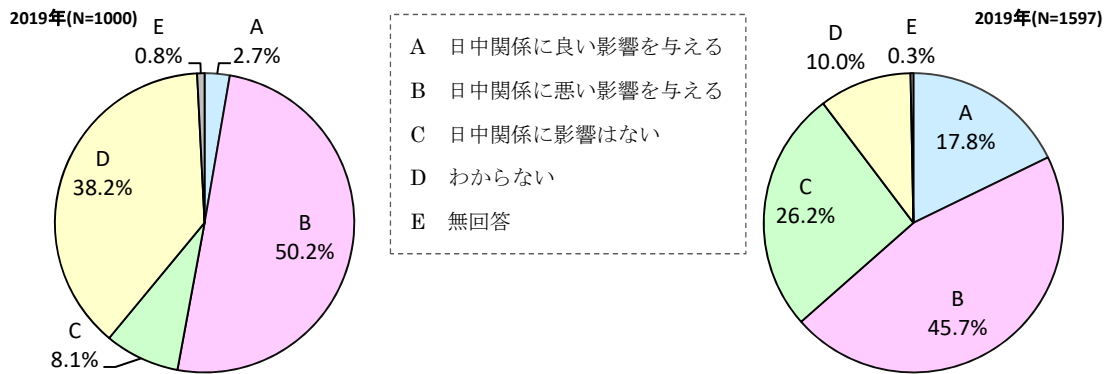 2019年(N=1000)
E
0.8%
A
2.7%
D
38.2%
B
50.2%
C
8.1%
A 日中関係に良い影響を与える
B 日中関係に悪い影響を与える
C 日中関係に影響はない
D わからない
E 無回答
2019年(N=1597)
D
10.0%
E
0.3%
A
17.8%
C
26.2%
B
45.7%